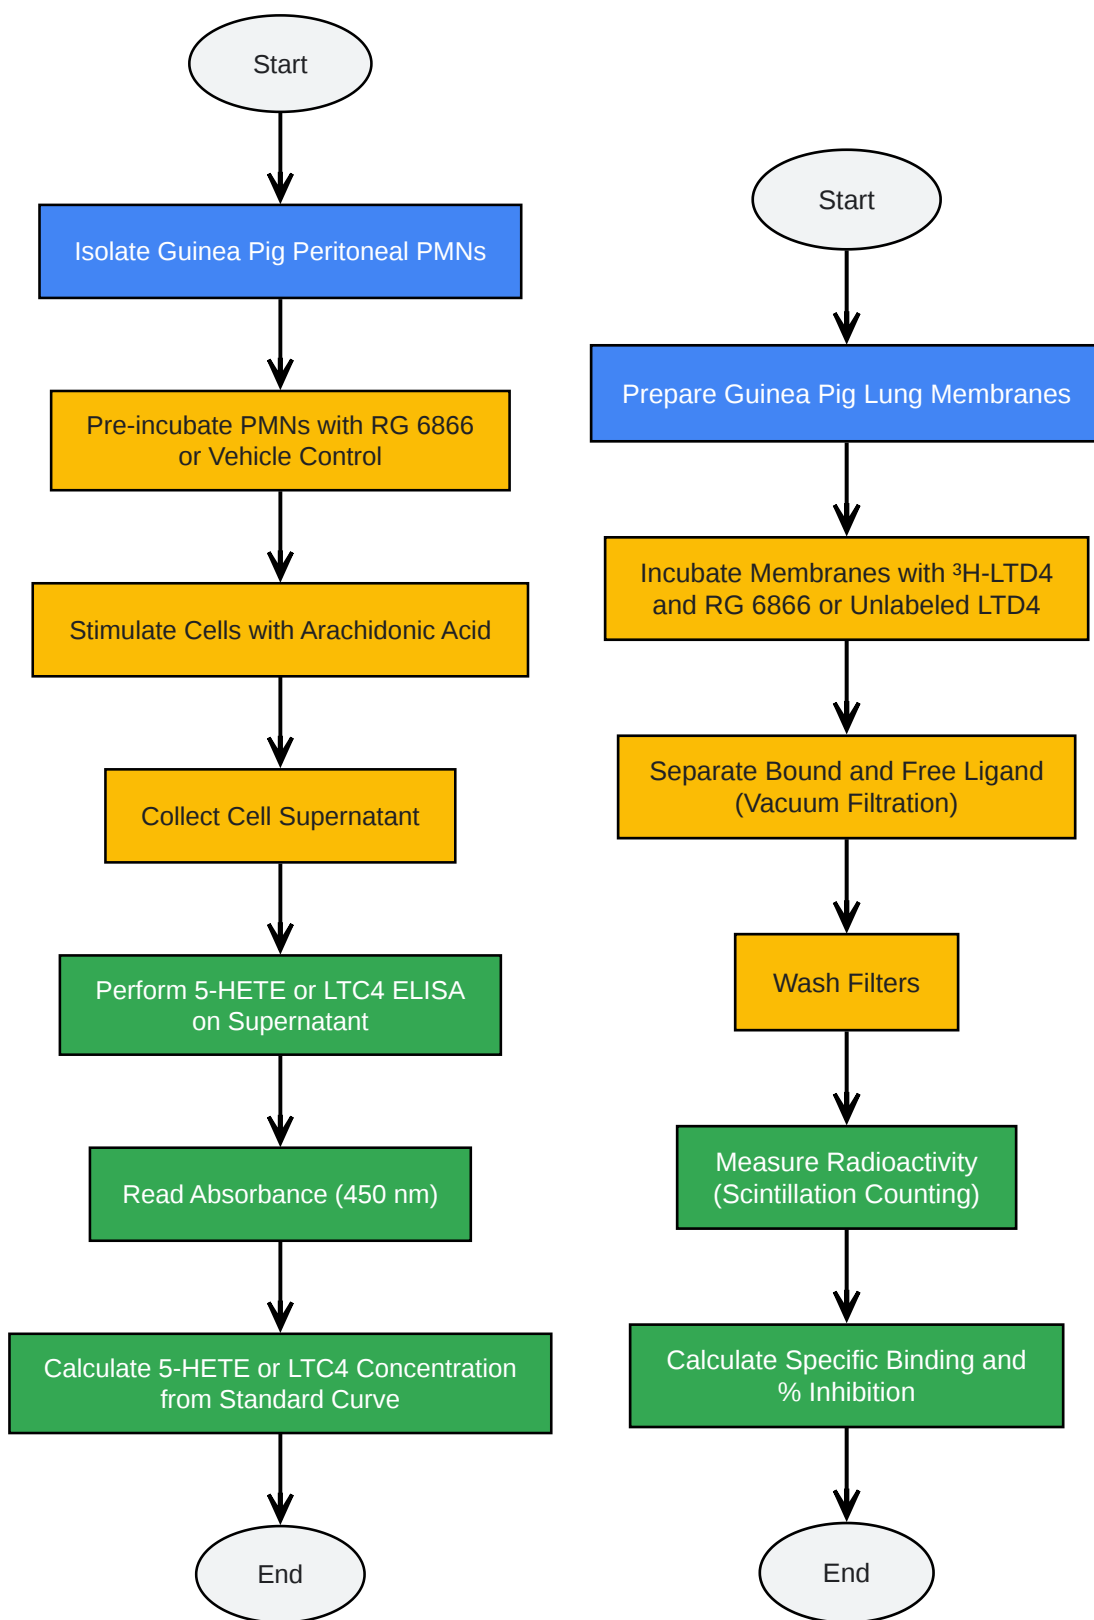 Start
Isolate Guinea Pig Peritoneal PMNs
Pre-incubate PMNs with RG 6866
or Vehicle Control
Stimulate Cells with Arachidonic Acid
Collect Cell Supernatant
Perform 5-HETE or LTC4 ELISA
on Supernatant
Read Absorbance (450 nm)
Calculate 5-HETE or LTC4 Concentration
from Standard Curve
End
Start
Prepare Guinea Pig Lung Membranes
Incubate Membranes with ³H-LTD4
and RG 6866 or Unlabeled LTD4
Separate Bound and Free Ligand
(Vacuum Filtration)
Wash Filters
Measure Radioactivity
(Scintillation Counting)
Calculate Specific Binding and
% Inhibition
End